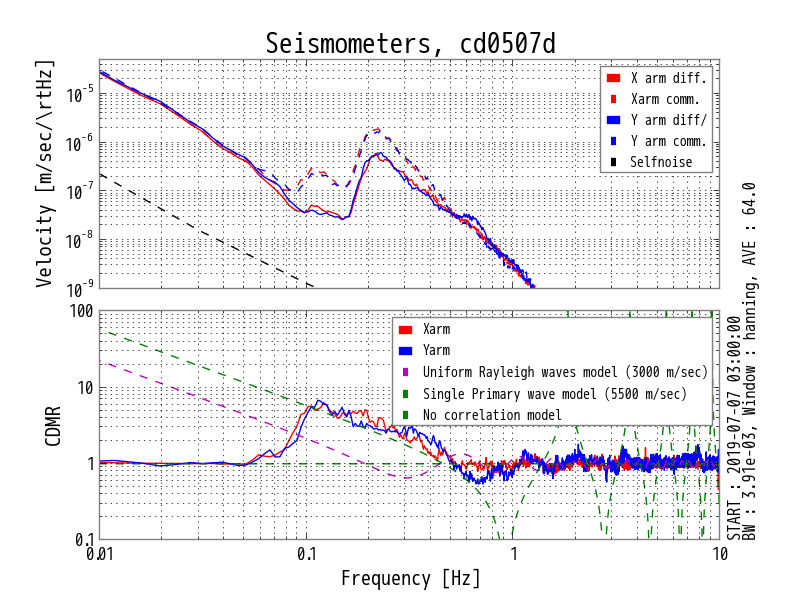 Seismometers, cd0507d
Velocity [m/sec/\rtHz]
10-5
10-6
10-7
10-8
10-9
X arm diff.
Xarm comm.
Y arm diff/
Y arm comm.
Selfnoise
CDMR
100
10
1
0.1
Xarm
Yarm
Uniform Rayleigh waves model (3000 m/sec)
Single Primary wave model (5500 m/sec)
No correlation model
0.01
0.1
1
10
Frequency [Hz]
START : 2019-07-07 03:00:00
BW : 3.91e-03, Window : hanning, AVE : 64.0